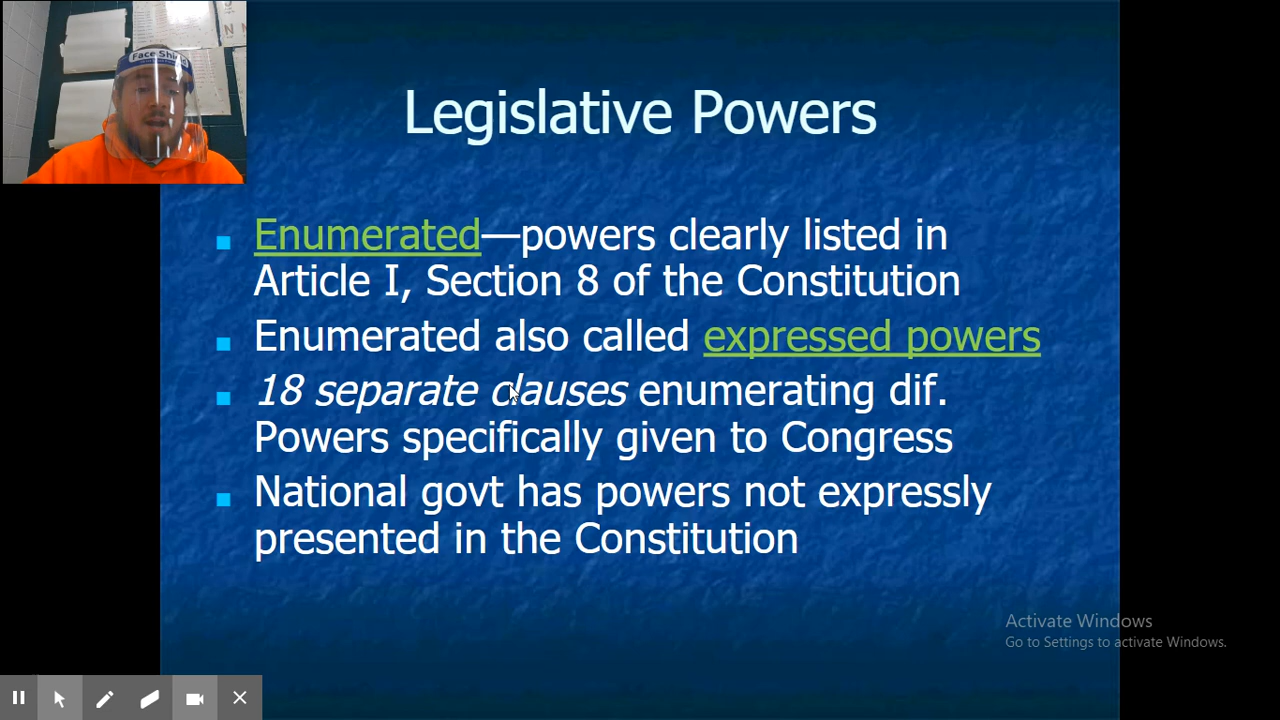 Face Shield
Legislative Powers
Enumerated—powers clearly listed in
Article I, Section 8 of the Constitution
Enumerated also called expressed powers
18 separate clauses enumerating dif.
Powers specifically given to Congress
National govt has powers not expressly
presented in the Constitution
Activate Windows
Go to Settings to activate Windows.